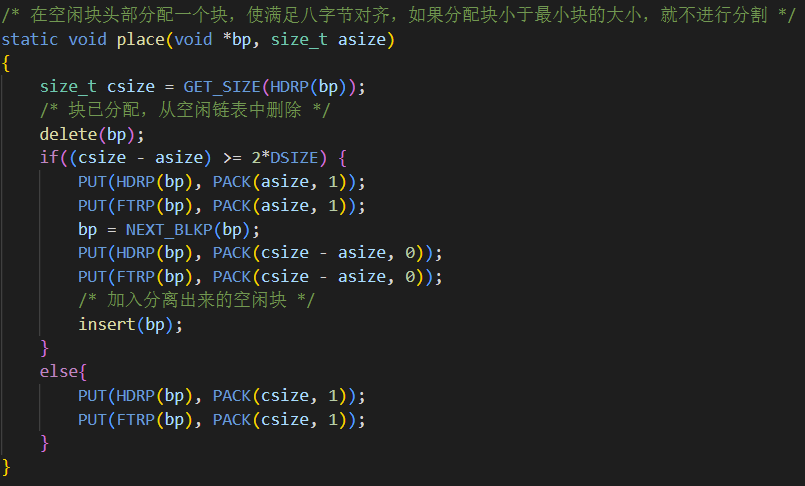 /* 在空闲块头部分配一个块，使满足八字节对齐，如果分配块小于最小块的大小，就不进行分割 */
static void place(void *bp, size_t asize)
{
    size_t csize = GET_SIZE(HDRP(bp));
    /* 块已分配，从空闲链表中删除 */
    delete(bp);
    if((csize - asize) >= 2*DSIZE) {
        PUT(HDRP(bp), PACK(asize, 1));
        PUT(FTRP(bp), PACK(asize, 1));
        bp = NEXT_BLKP(bp);
        PUT(HDRP(bp), PACK(csize - asize, 0));
        PUT(FTRP(bp), PACK(csize - asize, 0));
        /* 加入分离出来的空闲块 */
        insert(bp);
    }
    else{
        PUT(HDRP(bp), PACK(csize, 1));
        PUT(FTRP(bp), PACK(csize, 1));
    }
}